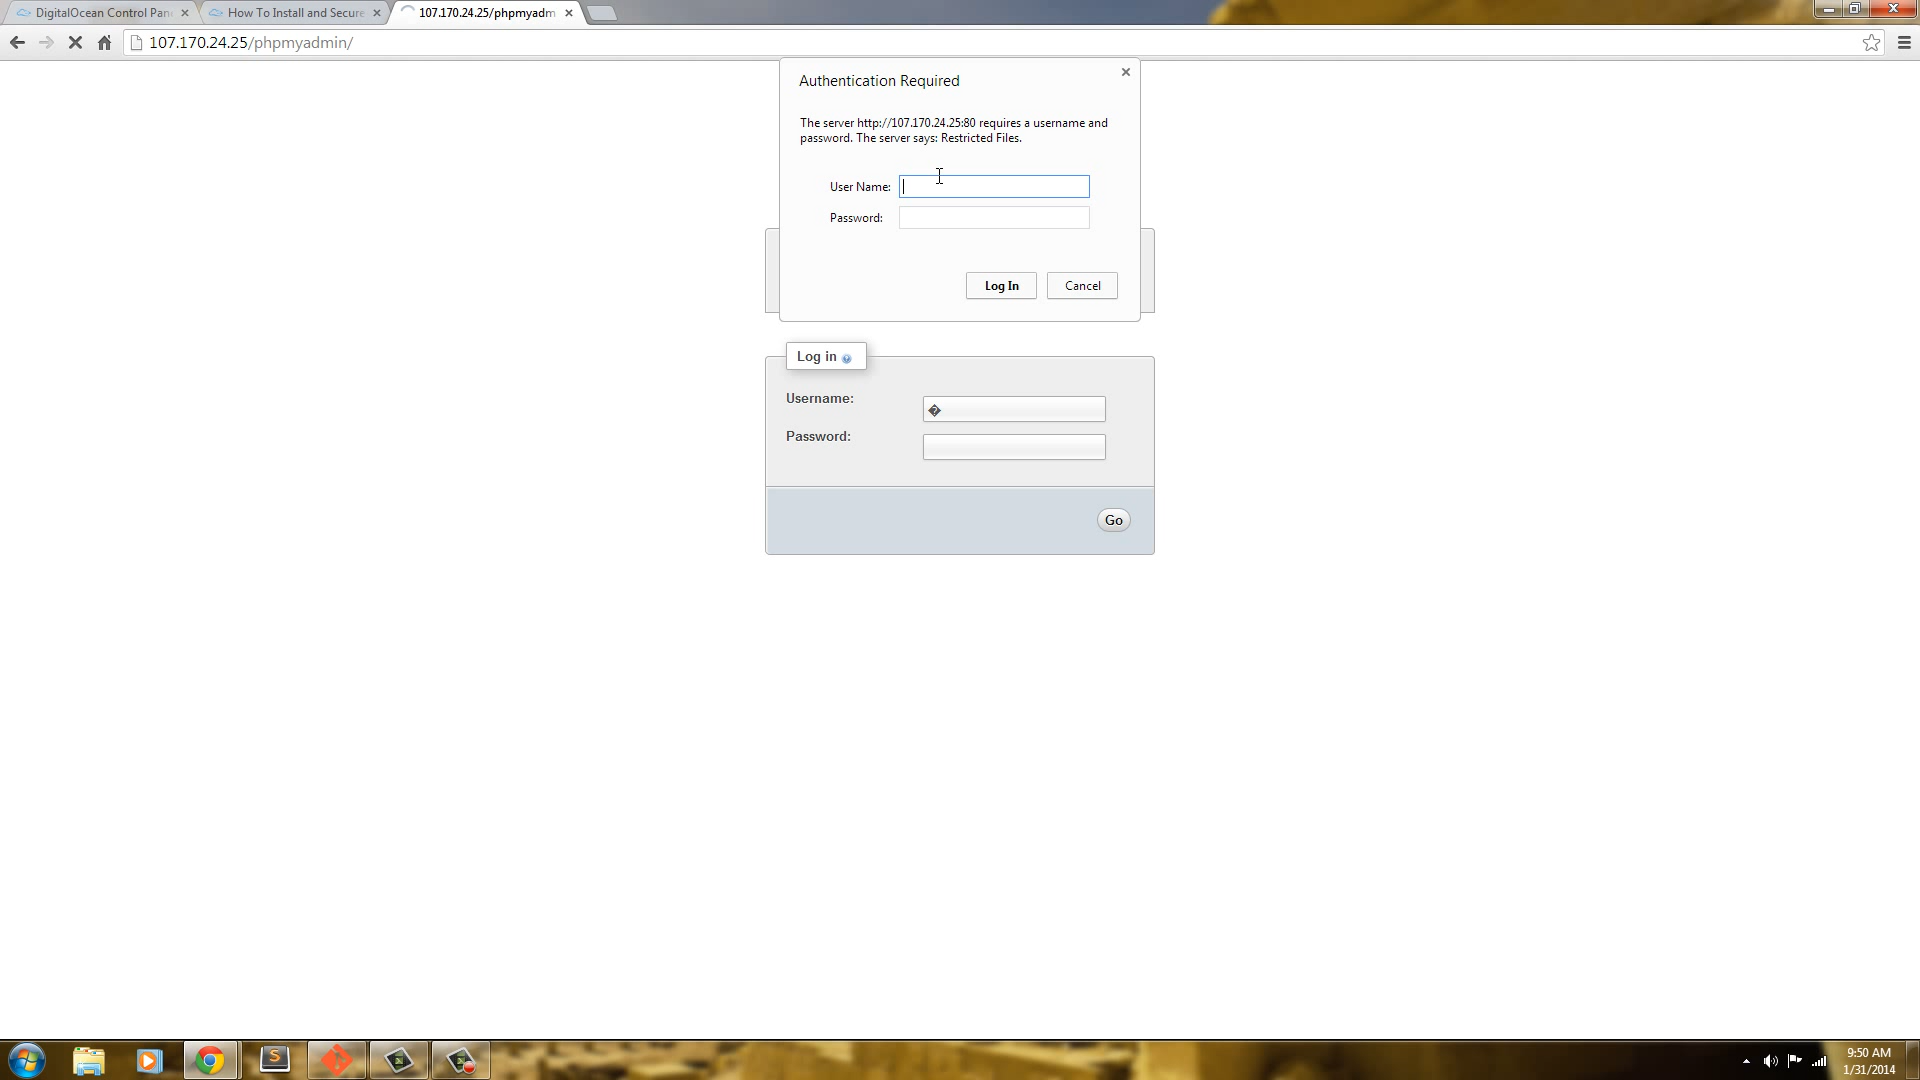 DigitalOcean Control Pan
How To Install and Secure
107.170.24.25/phpmyadm
107.170.24.25/phpmyadmin/
Authentication Required
The server http://107.170.24.25:80 requires a username and
password. The server says: Restricted Files.
User Name:
Password:
Log In
Cancel
Log in
Username:
�
Password:
Go
S
9:50 AM
1/31/2014